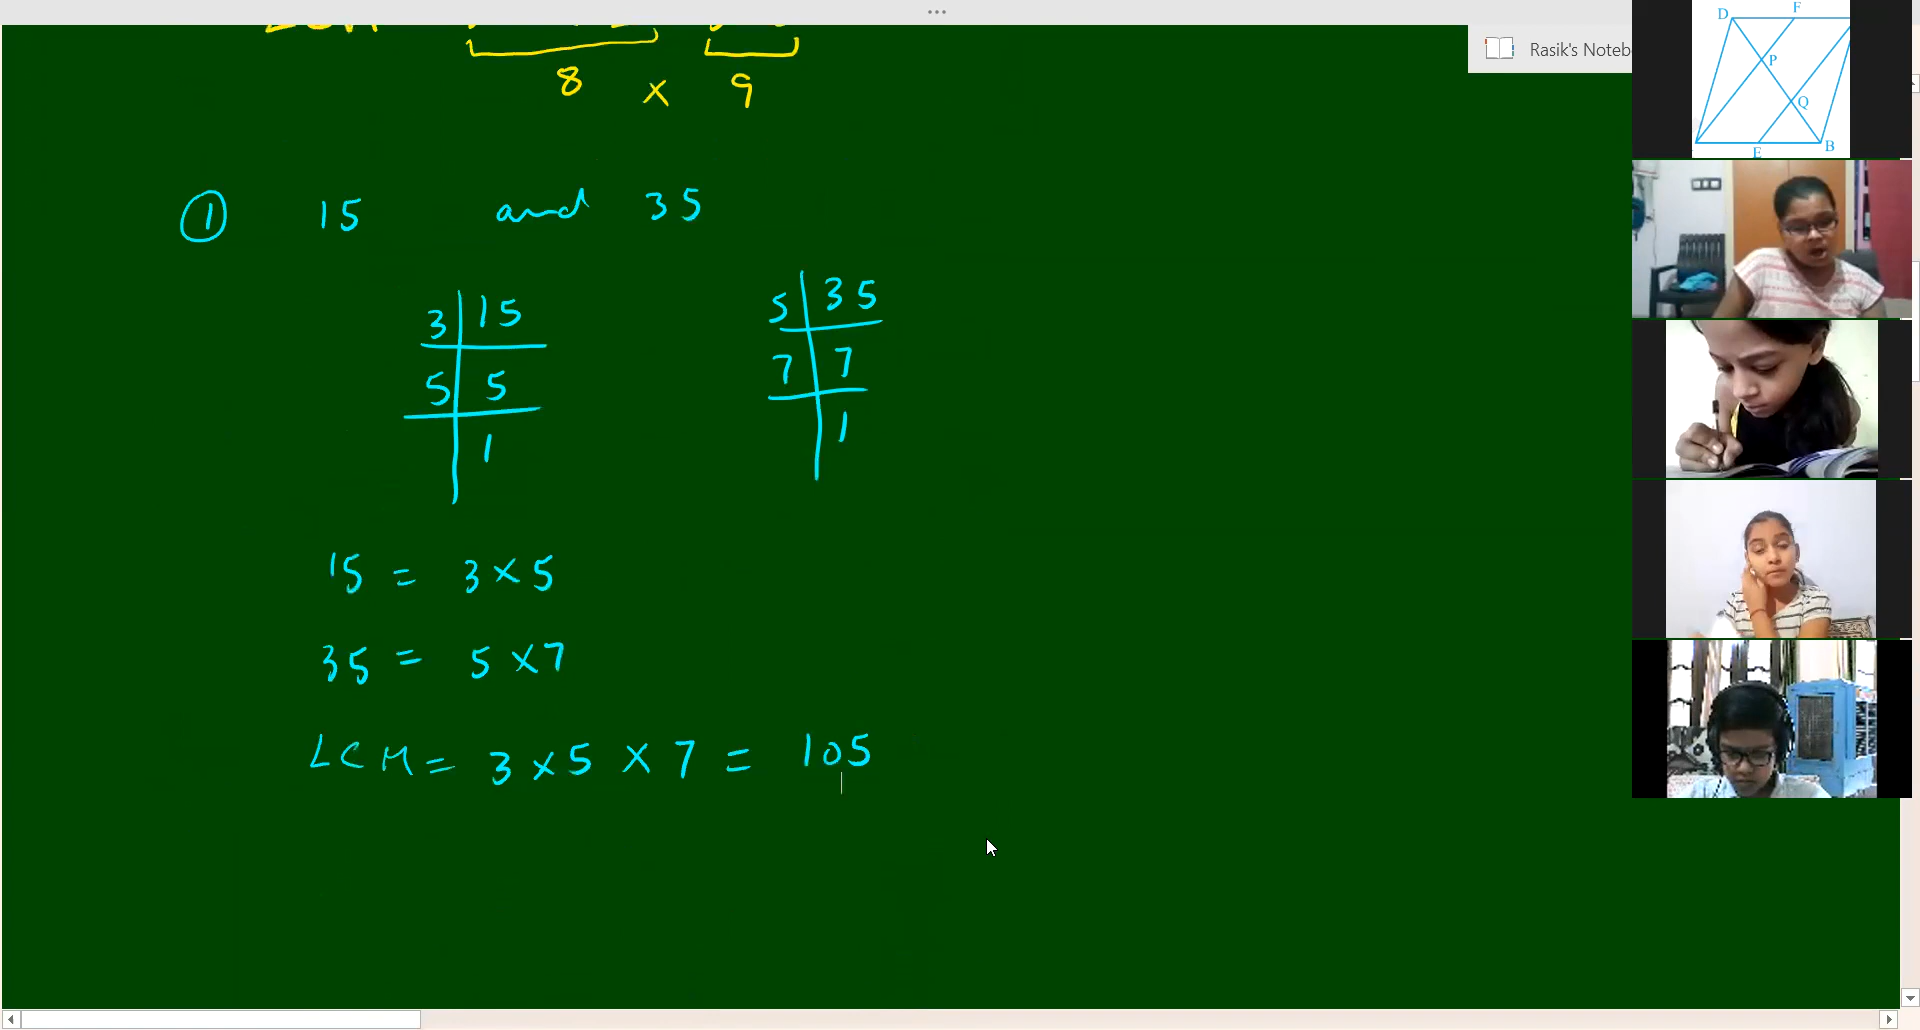 8 × 9
① 15 and 35
3 | 15
5 | 5
1
5 | 35
7 | 7
1
15 = 3 × 5
35 = 5 × 7
LCM = 3 × 5 × 7 = 105
Rasik's Noteb
D F
P
Q
E B